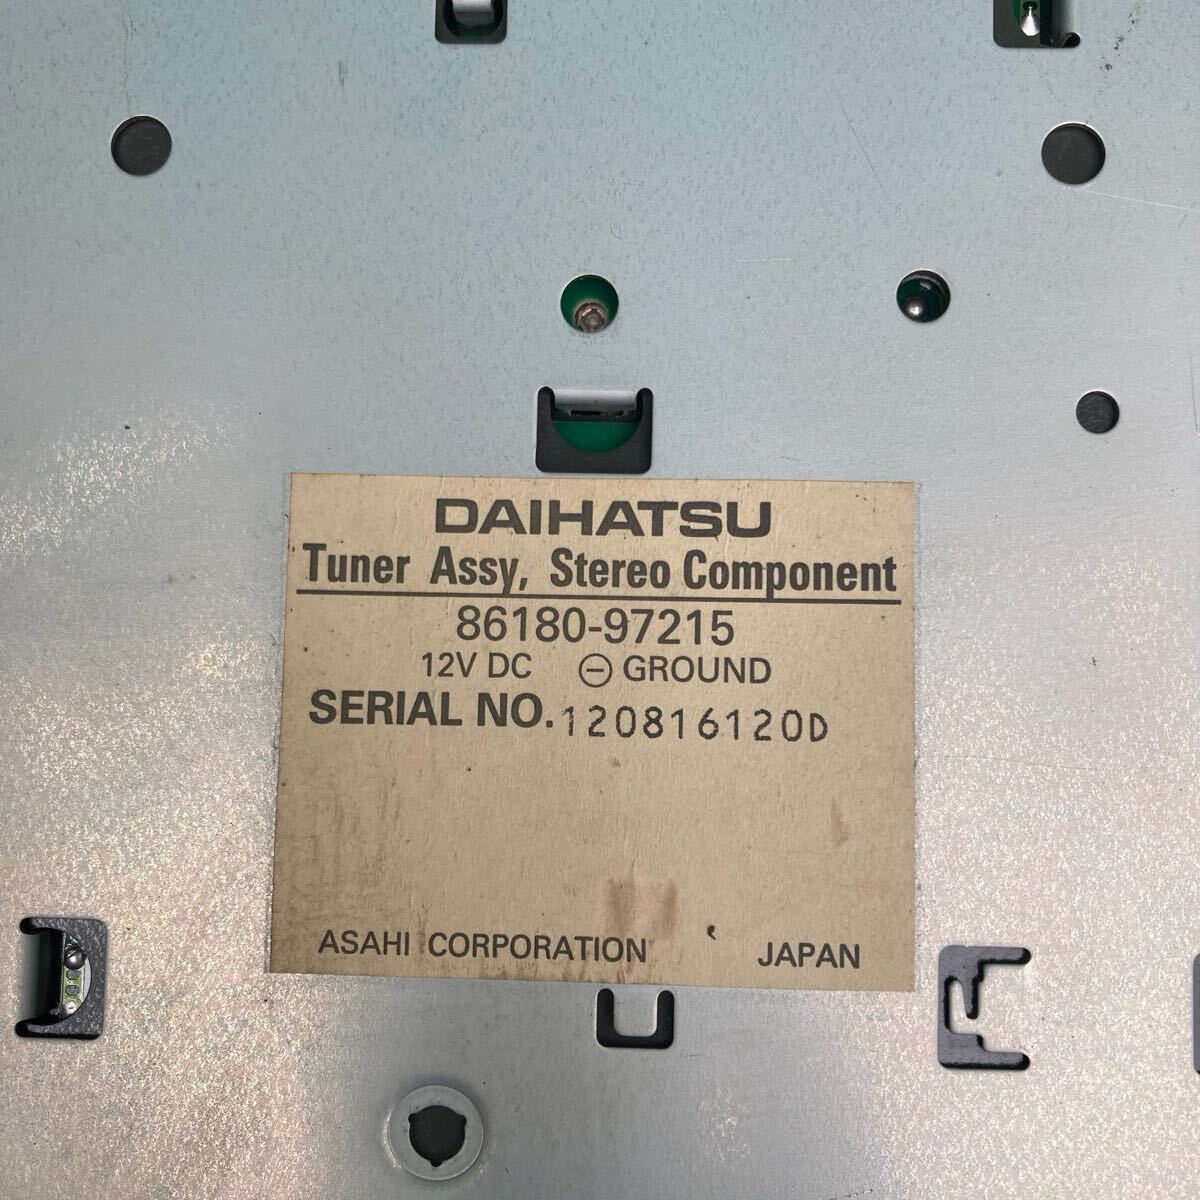 DAIHATSU
Tuner Assy, Stereo Component
86180-97215
12V DC ⊖ GROUND
SERIAL NO. 120816120D
ASAHI CORPORATION JAPAN